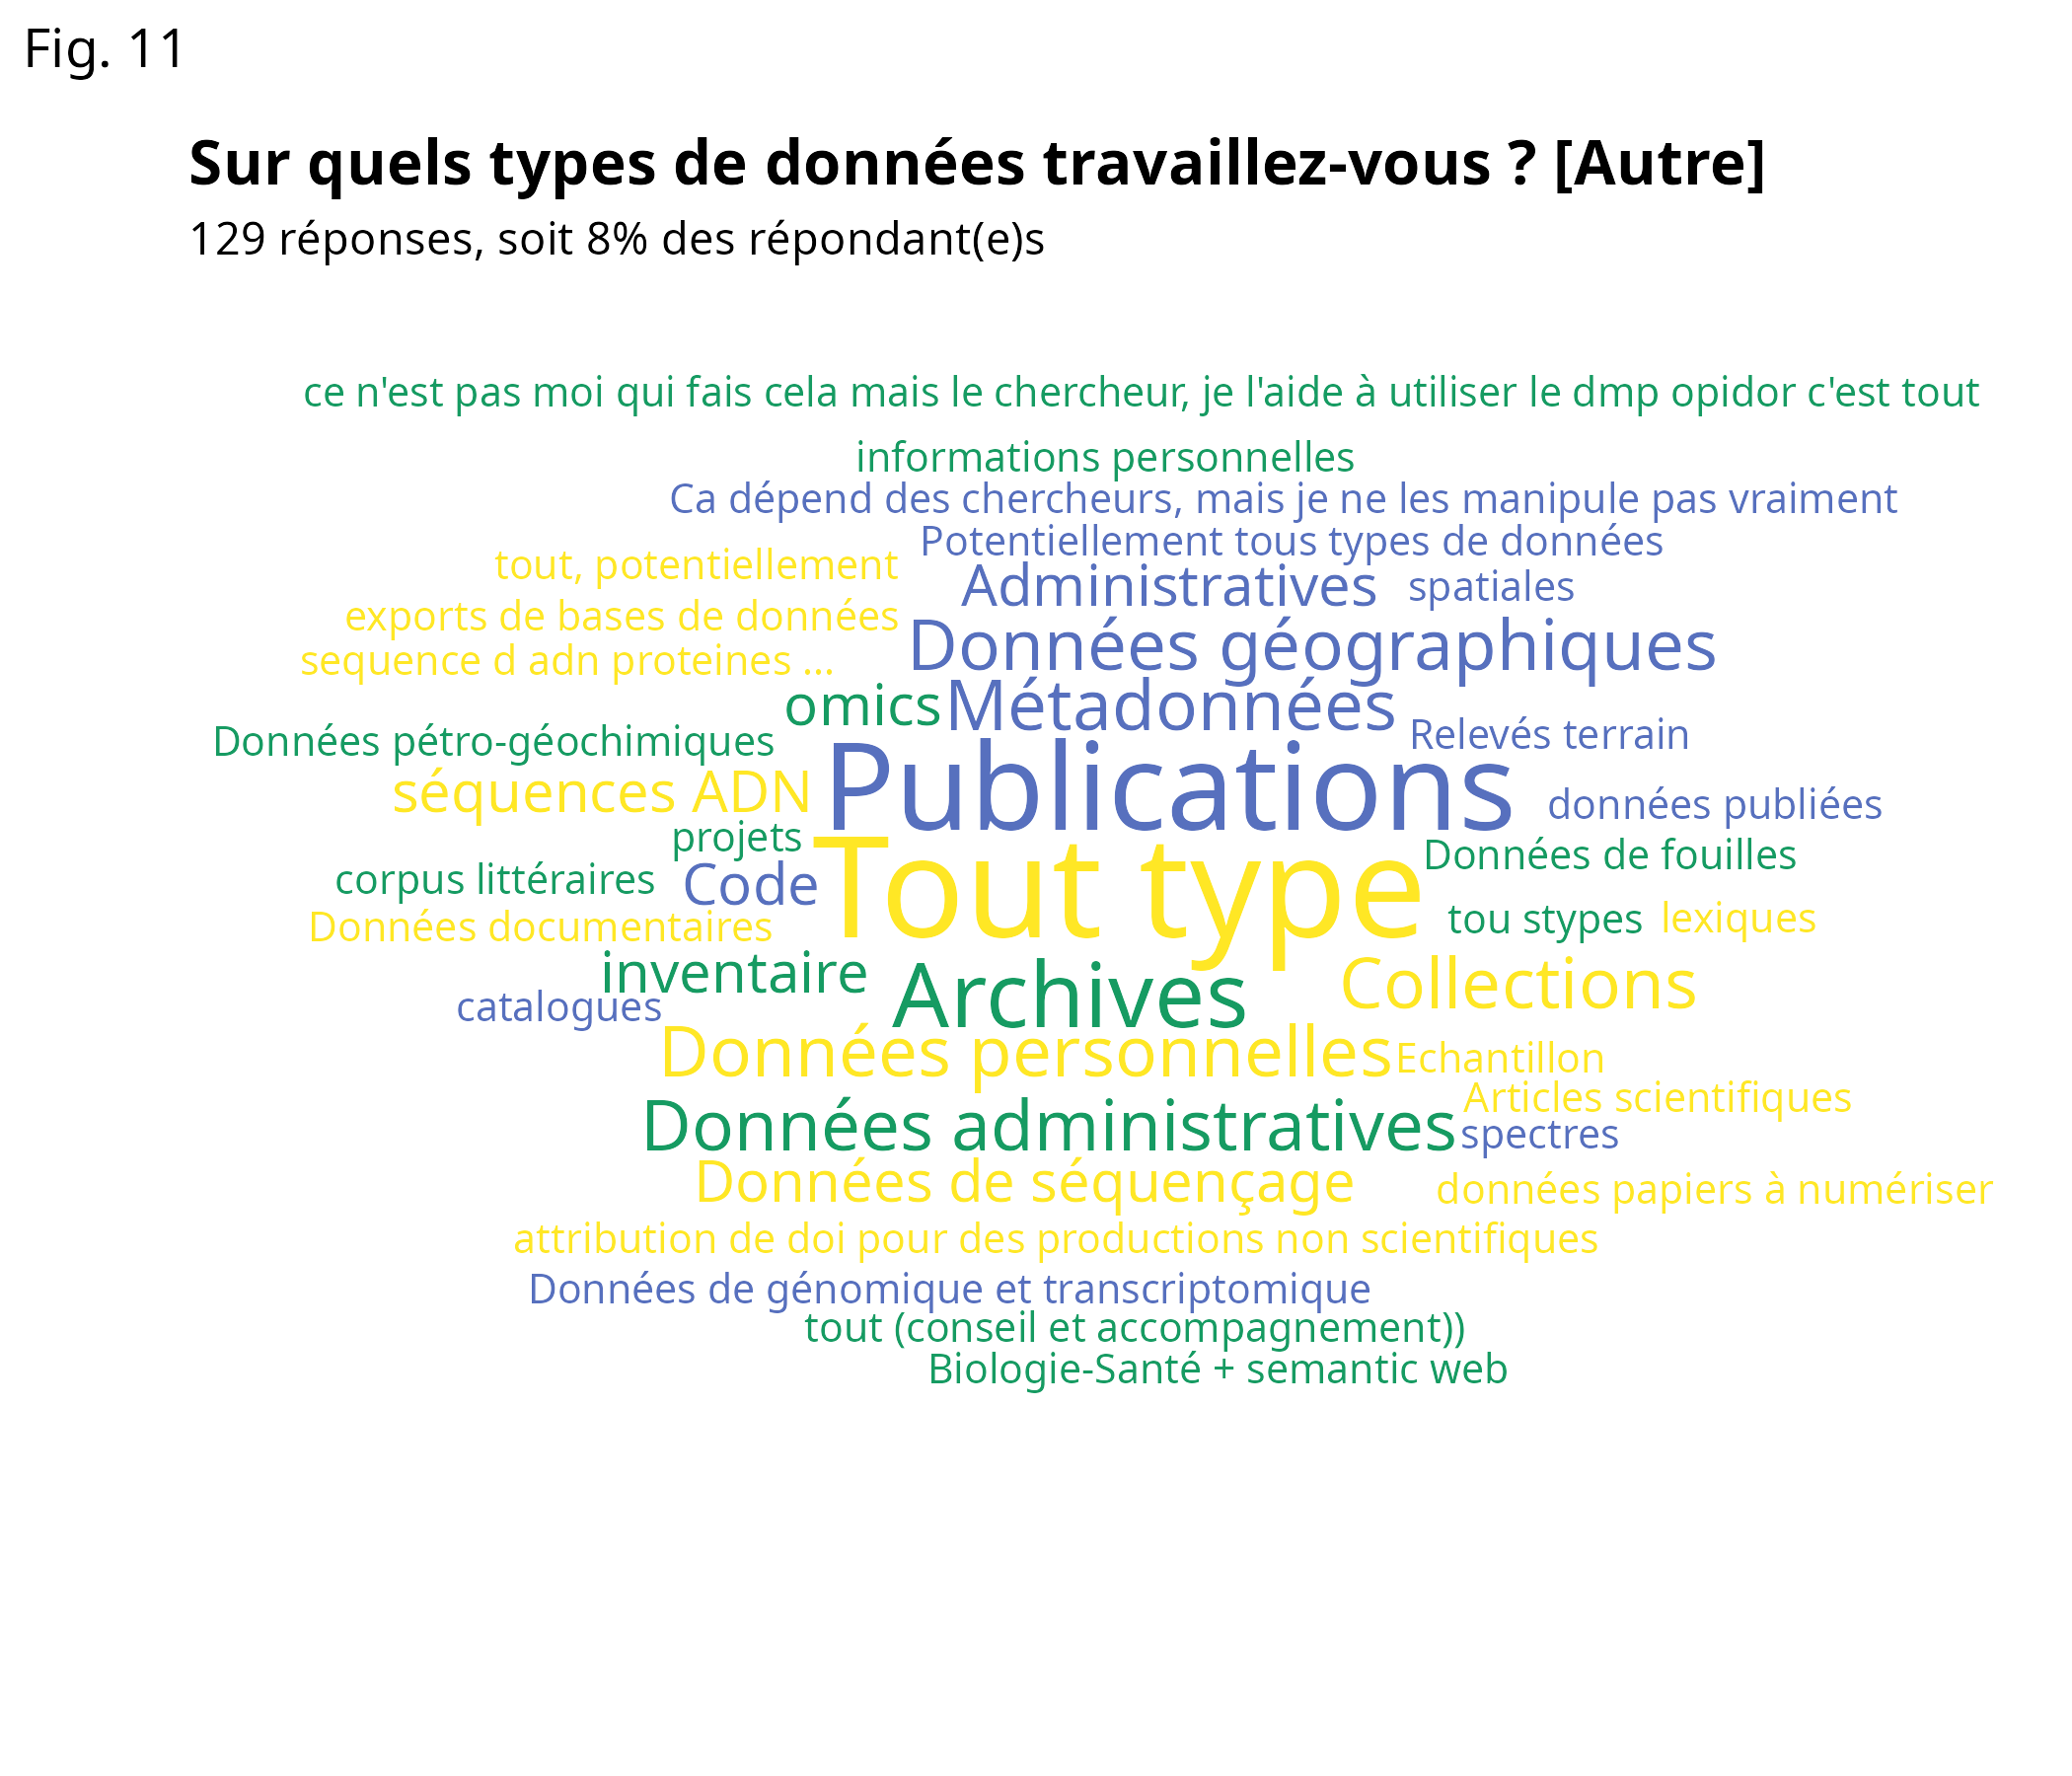 Fig. 11
Sur quels types de données travaillez-vous ? [Autre]
129 réponses, soit 8% des répondant(e)s
ce n'est pas moi qui fais cela mais le chercheur, je l'aide à utiliser le dmp opidor c'est tout
informations personnelles
Ca dépend des chercheurs, mais je ne les manipule pas vraiment
Potentiellement tous types de données
tout, potentiellement
Administratives
spatiales
exports de bases de données
Données géographiques
sequence d adn proteines ...
omics
Métadonnées
Relevés terrain
Données pétro-géochimiques
séquences ADN
Publications
données publiées
projets
Données de fouilles
corpus littéraires
Code
Tout type
tou stypes
lexiques
Données documentaires
inventaire
Archives
Collections
catalogues
Données personnelles
Echantillon
Articles scientifiques
Données administratives
spectres
Données de séquençage
données papiers à numériser
attribution de doi pour des productions non scientifiques
Données de génomique et transcriptomique
tout (conseil et accompagnement))
Biologie-Santé + semantic web